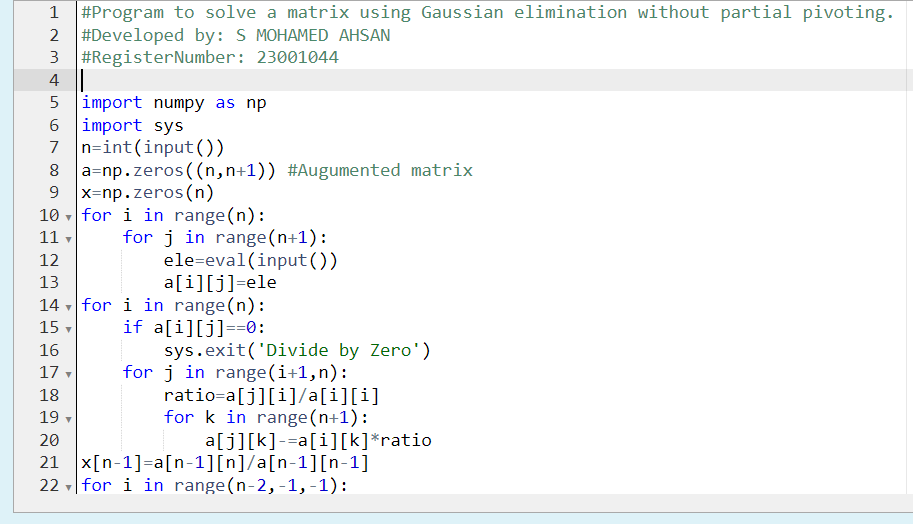 1 #Program to solve a matrix using Gaussian elimination without partial pivoting.
2 #Developed by: S MOHAMED AHSAN
3 #RegisterNumber: 23001044
4
5 import numpy as np
6 import sys
7 n=int(input())
8 a=np.zeros((n,n+1)) #Augumented matrix
9 x=np.zeros(n)
10 for i in range(n):
11     for j in range(n+1):
12         ele=eval(input())
13         a[i][j]=ele
14 for i in range(n):
15     if a[i][j]==0:
16         sys.exit('Divide by Zero')
17     for j in range(i+1,n):
18         ratio=a[j][i]/a[i][i]
19         for k in range(n+1):
20             a[j][k]-=a[i][k]*ratio
21 x[n-1]=a[n-1][n]/a[n-1][n-1]
22 for i in range(n-2,-1,-1):